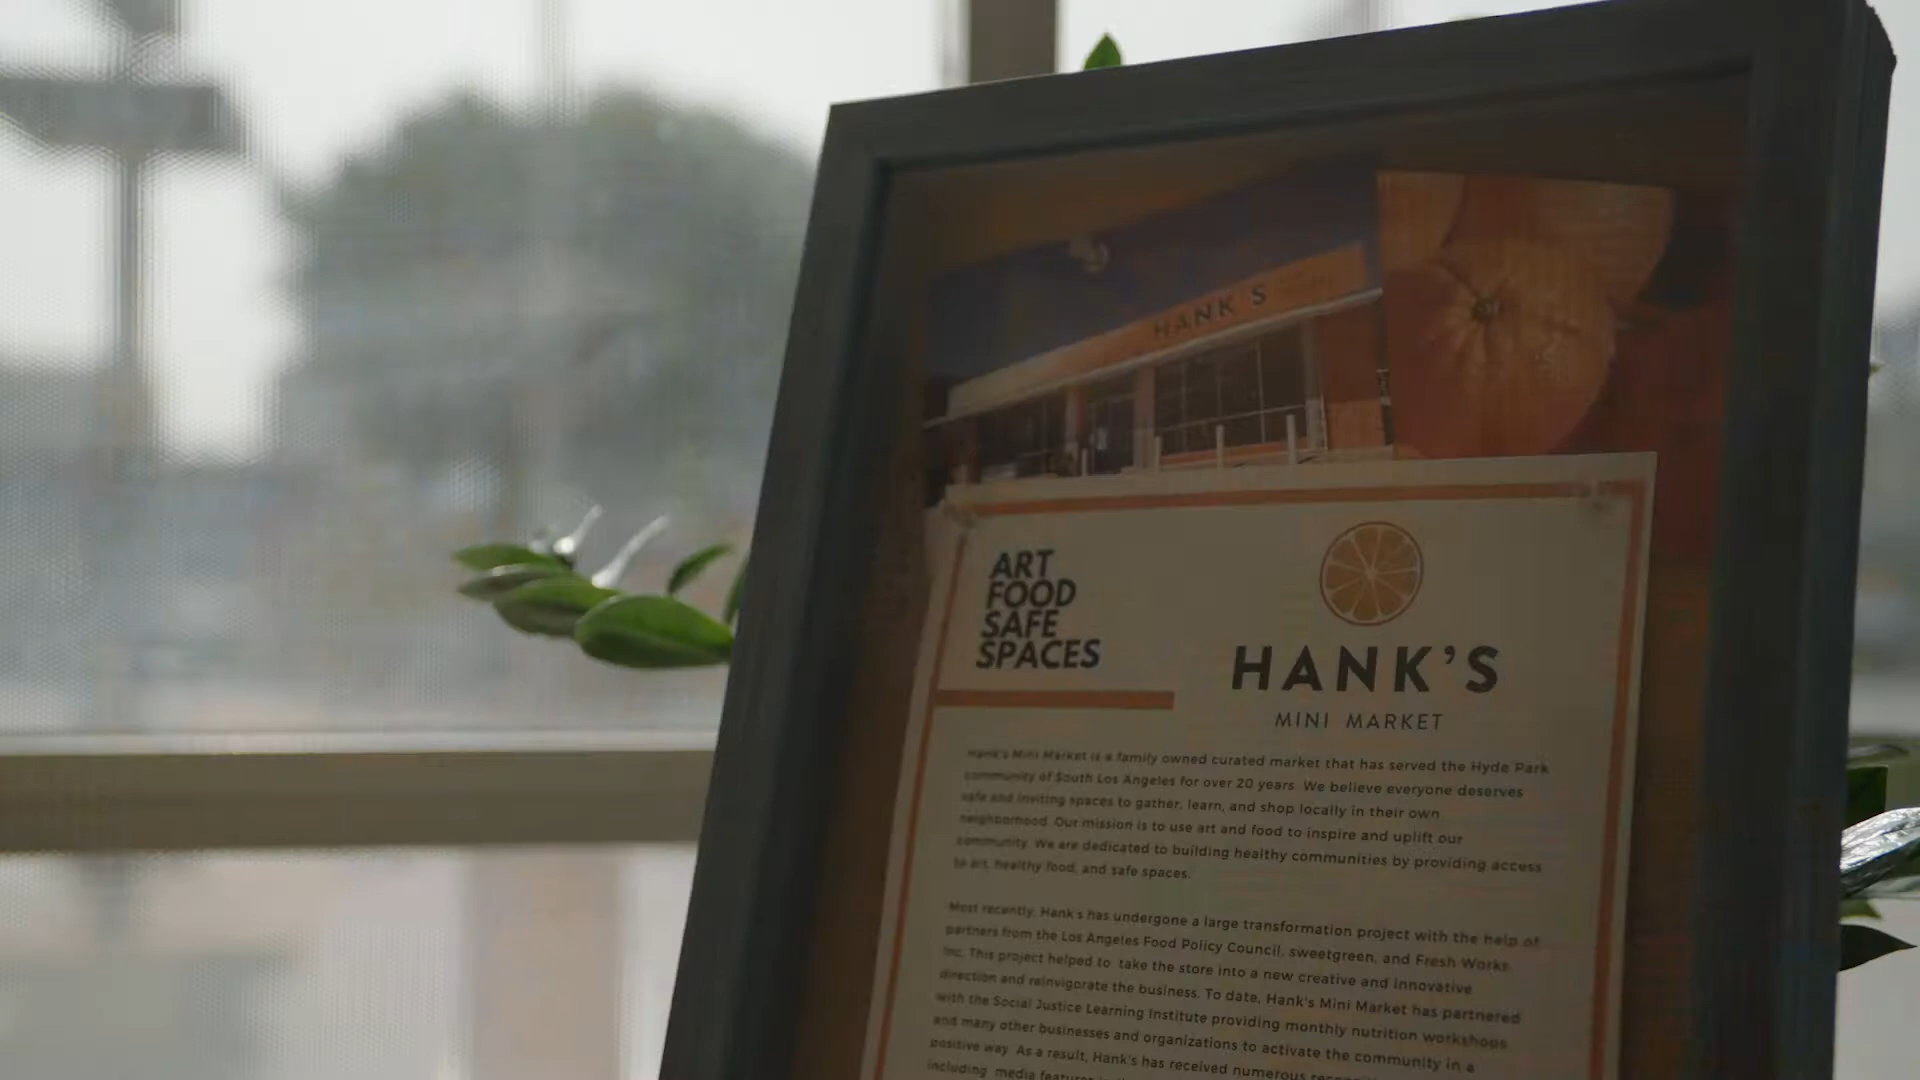 HANK'S
ART
FOOD
SAFE
SPACES
HANK'S
MINI MARKET
Hank's Mini Market is a family owned curated market that has served the Hyde Park
community of South Los Angeles for over 20 years. We believe everyone deserves
safe and inviting spaces to gather, learn, and shop locally in their own
neighborhood. Our mission is to use art and food to inspire and uplift our
community. We are dedicated to building healthy communities by providing access
to art, healthy food, and safe spaces.
Most recently, Hank's has undergone a large transformation project with the help of
partners from the Los Angeles Food Policy Council, sweetgreen, and Fresh Works
Inc. This project helped to take the store into a new creative and innovative
direction and reinvigorate the business. To date, Hank's Mini Market has partnered
with the Social Justice Learning Institute providing monthly nutrition workshops
and many other businesses and organizations to activate the community in a
positive way. As a result, Hank's has received numerous
including media features